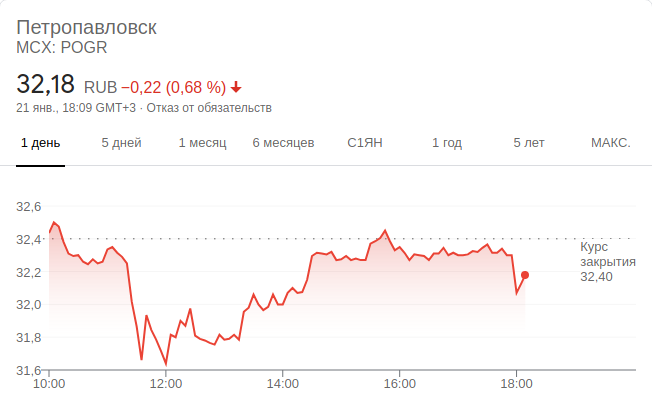 Петропавловск
MCX: POGR
32,18 RUB −0,22 (0,68 %)
21 янв., 18:09 GMT+3 · Отказ от обязательств
1 день 5 дней 1 месяц 6 месяцев С1ЯН 1 год 5 лет МАКС.
32,6
32,4
Курс
закрытия
32,40
32,2
32,0
31,8
31,6
10:00 12:00 14:00 16:00 18:00